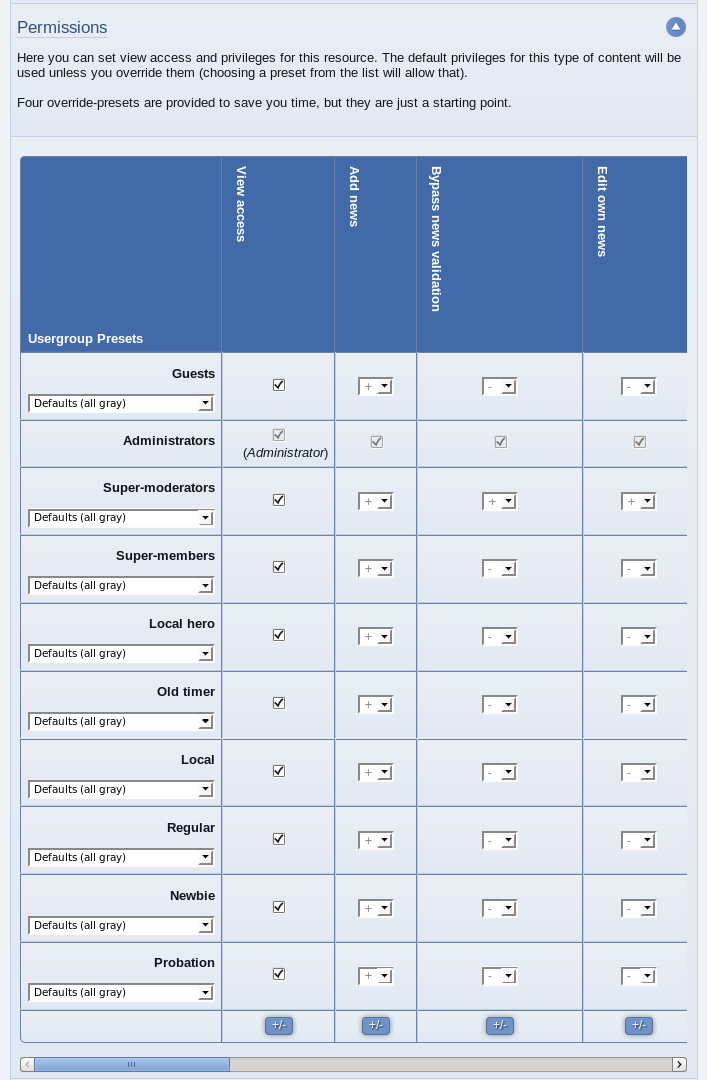 Permissions
Here you can set view access and privileges for this resource. The default privileges for this type of content will be
used unless you override them (choosing a preset from the list will allow that).
Four override-presets are provided to save you time, but they are just a starting point.
Usergroup Presets
View access
Add news
Bypass news validation
Edit own news
Guests
Defaults (all gray)
+ - -
Administrators
(Administrator)
Super-moderators
Defaults (all gray)
+ + +
Super-members
Defaults (all gray)
+ - -
Local hero
Defaults (all gray)
+ - -
Old timer
Defaults (all gray)
+ - -
Local
Defaults (all gray)
+ - -
Regular
Defaults (all gray)
+ - -
Newbie
Defaults (all gray)
+ - -
Probation
Defaults (all gray)
+ - -
+/- +/- +/- +/-